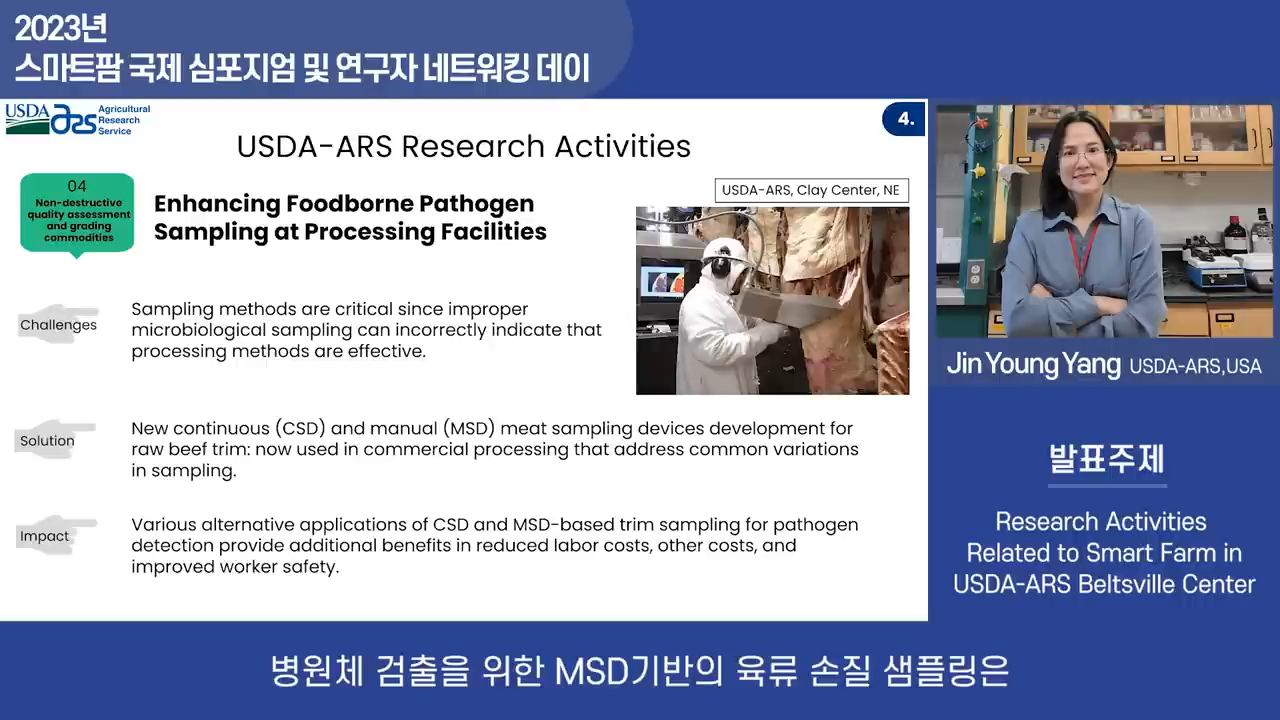 2023년
스마트팜 국제 심포지엄 및 연구자 네트워킹 데이
USDA ars Agricultural
Research
Service
4.
USDA-ARS Research Activities
04
Non-destructive
quality assessment
and grading
commodities
Enhancing Foodborne Pathogen
Sampling at Processing Facilities
USDA-ARS, Clay Center, NE
Challenges
Sampling methods are critical since improper
microbiological sampling can incorrectly indicate that
processing methods are effective.
Solution
New continuous (CSD) and manual (MSD) meat sampling devices development for
raw beef trim: now used in commercial processing that address common variations
in sampling.
Impact
Various alternative applications of CSD and MSD-based trim sampling for pathogen
detection provide additional benefits in reduced labor costs, other costs, and
improved worker safety.
Jin Young Yang USDA-ARS,USA
발표주제
Research Activities
Related to Smart Farm in
USDA-ARS Beltsville Center
병원체 검출을 위한 MSD기반의 육류 손질 샘플링은